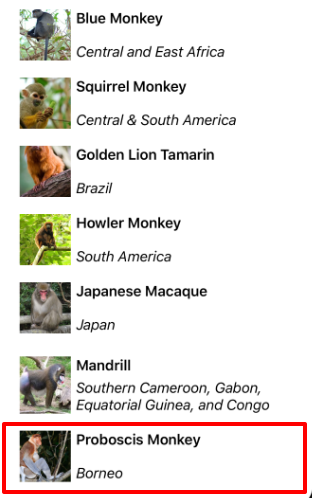 Blue Monkey
Central and East Africa
Squirrel Monkey
Central & South America
Golden Lion Tamarin
Brazil
Howler Monkey
South America
Japanese Macaque
Japan
Mandrill
Southern Cameroon, Gabon,
Equatorial Guinea, and Congo
Proboscis Monkey
Borneo